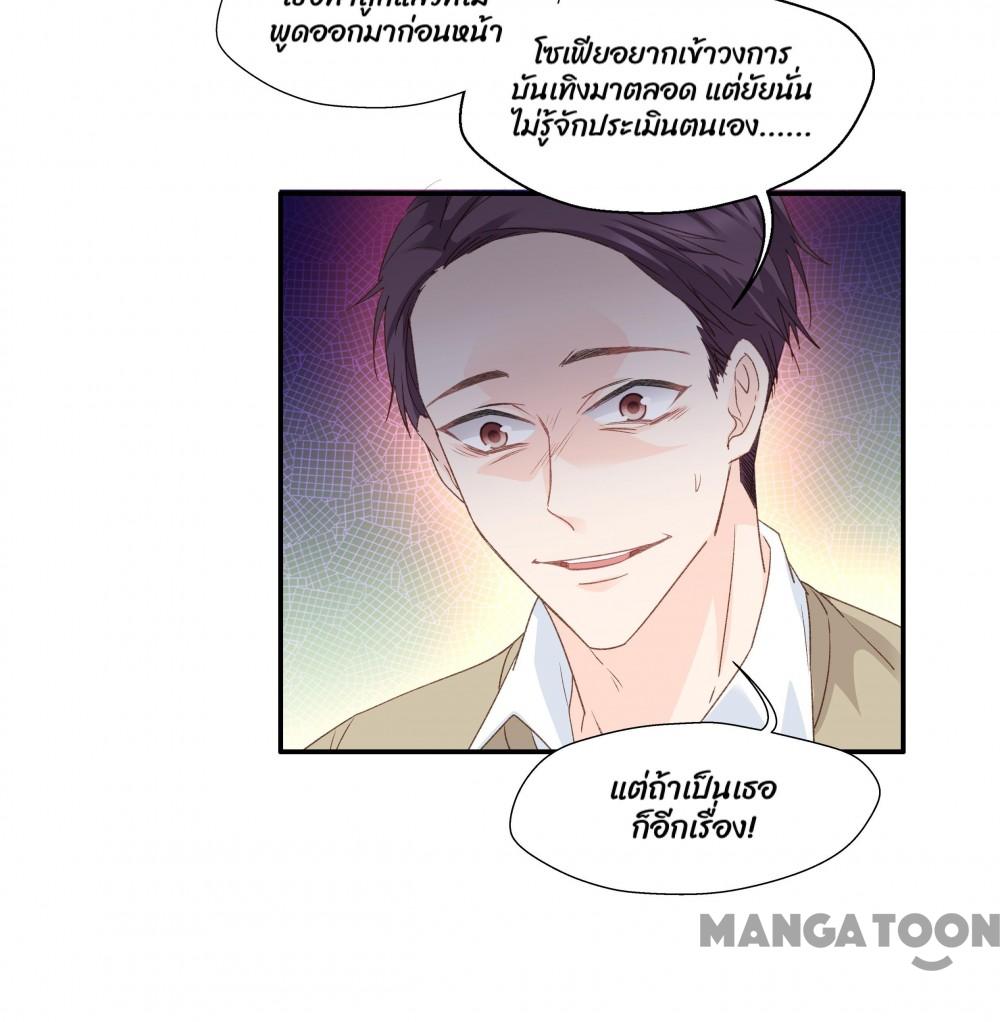 พูดออกมาก่อนหน้า
โซเฟียอยากเข้าวงการ
บันเทิงมาตลอด แต่ยัยนั่น
ไม่รู้จักประเมินตนเอง......
แต่ถ้าเป็นเธอ
ก็อีกเรื่อง!
MANGATOON